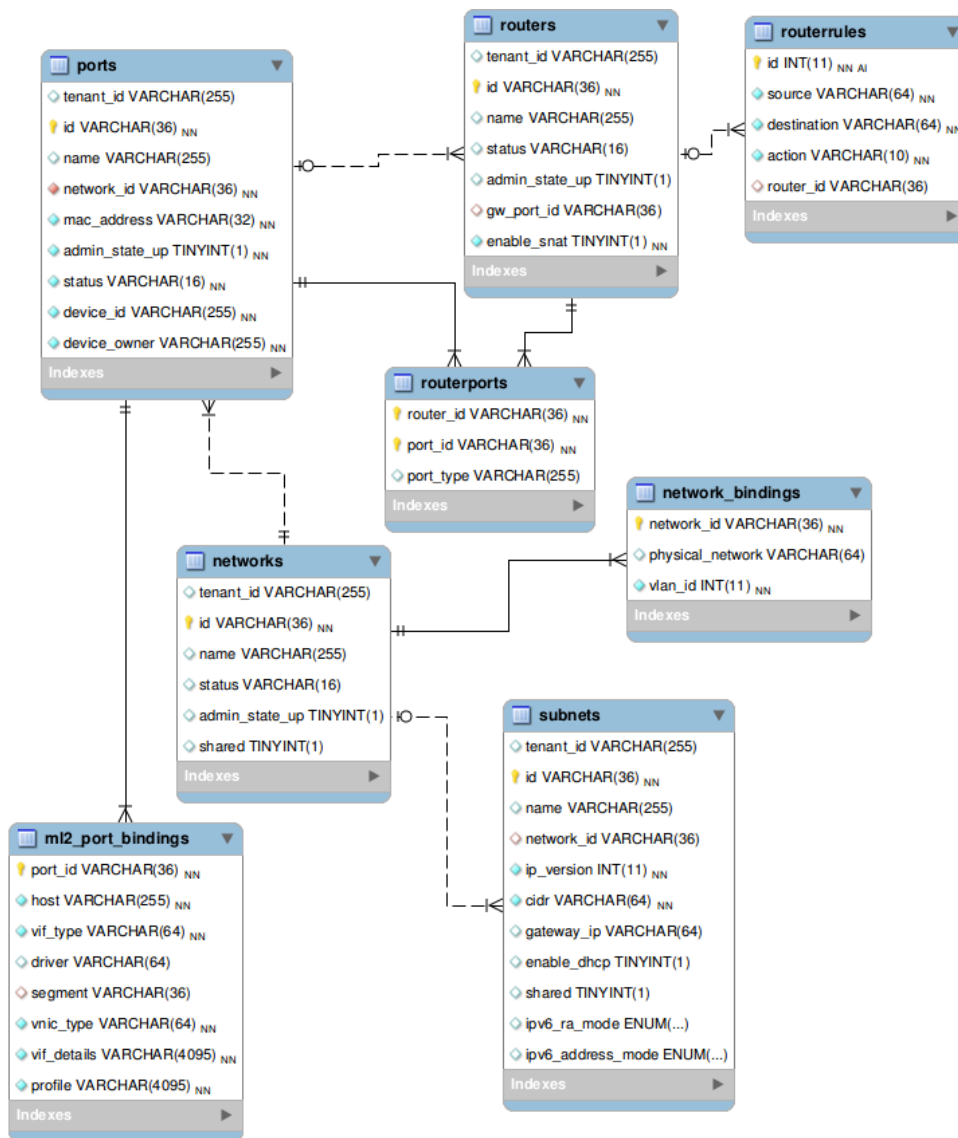 ports
tenant_id VARCHAR(255)
id VARCHAR(36) NN
name VARCHAR(255)
network_id VARCHAR(36) NN
mac_address VARCHAR(32) NN
admin_state_up TINYINT(1) NN
status VARCHAR(16) NN
device_id VARCHAR(255) NN
device_owner VARCHAR(255) NN
Indexes
routers
tenant_id VARCHAR(255)
id VARCHAR(36) NN
name VARCHAR(255)
status VARCHAR(16)
admin_state_up TINYINT(1)
gw_port_id VARCHAR(36)
enable_snat TINYINT(1) NN
Indexes
routerrules
id INT(11) NN AI
source VARCHAR(64) NN
destination VARCHAR(64) NN
action VARCHAR(10) NN
router_id VARCHAR(36)
Indexes
routerports
router_id VARCHAR(36) NN
port_id VARCHAR(36) NN
port_type VARCHAR(255)
Indexes
network_bindings
network_id VARCHAR(36) NN
physical_network VARCHAR(64)
vlan_id INT(11) NN
Indexes
networks
tenant_id VARCHAR(255)
id VARCHAR(36) NN
name VARCHAR(255)
status VARCHAR(16)
admin_state_up TINYINT(1)
shared TINYINT(1)
Indexes
subnets
tenant_id VARCHAR(255)
id VARCHAR(36) NN
name VARCHAR(255)
network_id VARCHAR(36)
ip_version INT(11) NN
cidr VARCHAR(64) NN
gateway_ip VARCHAR(64)
enable_dhcp TINYINT(1)
shared TINYINT(1)
ipv6_ra_mode ENUM(...)
ipv6_address_mode ENUM(...)
Indexes
ml2_port_bindings
port_id VARCHAR(36) NN
host VARCHAR(255) NN
vif_type VARCHAR(64) NN
driver VARCHAR(64)
segment VARCHAR(36)
vnic_type VARCHAR(64) NN
vif_details VARCHAR(4095) NN
profile VARCHAR(4095) NN
Indexes